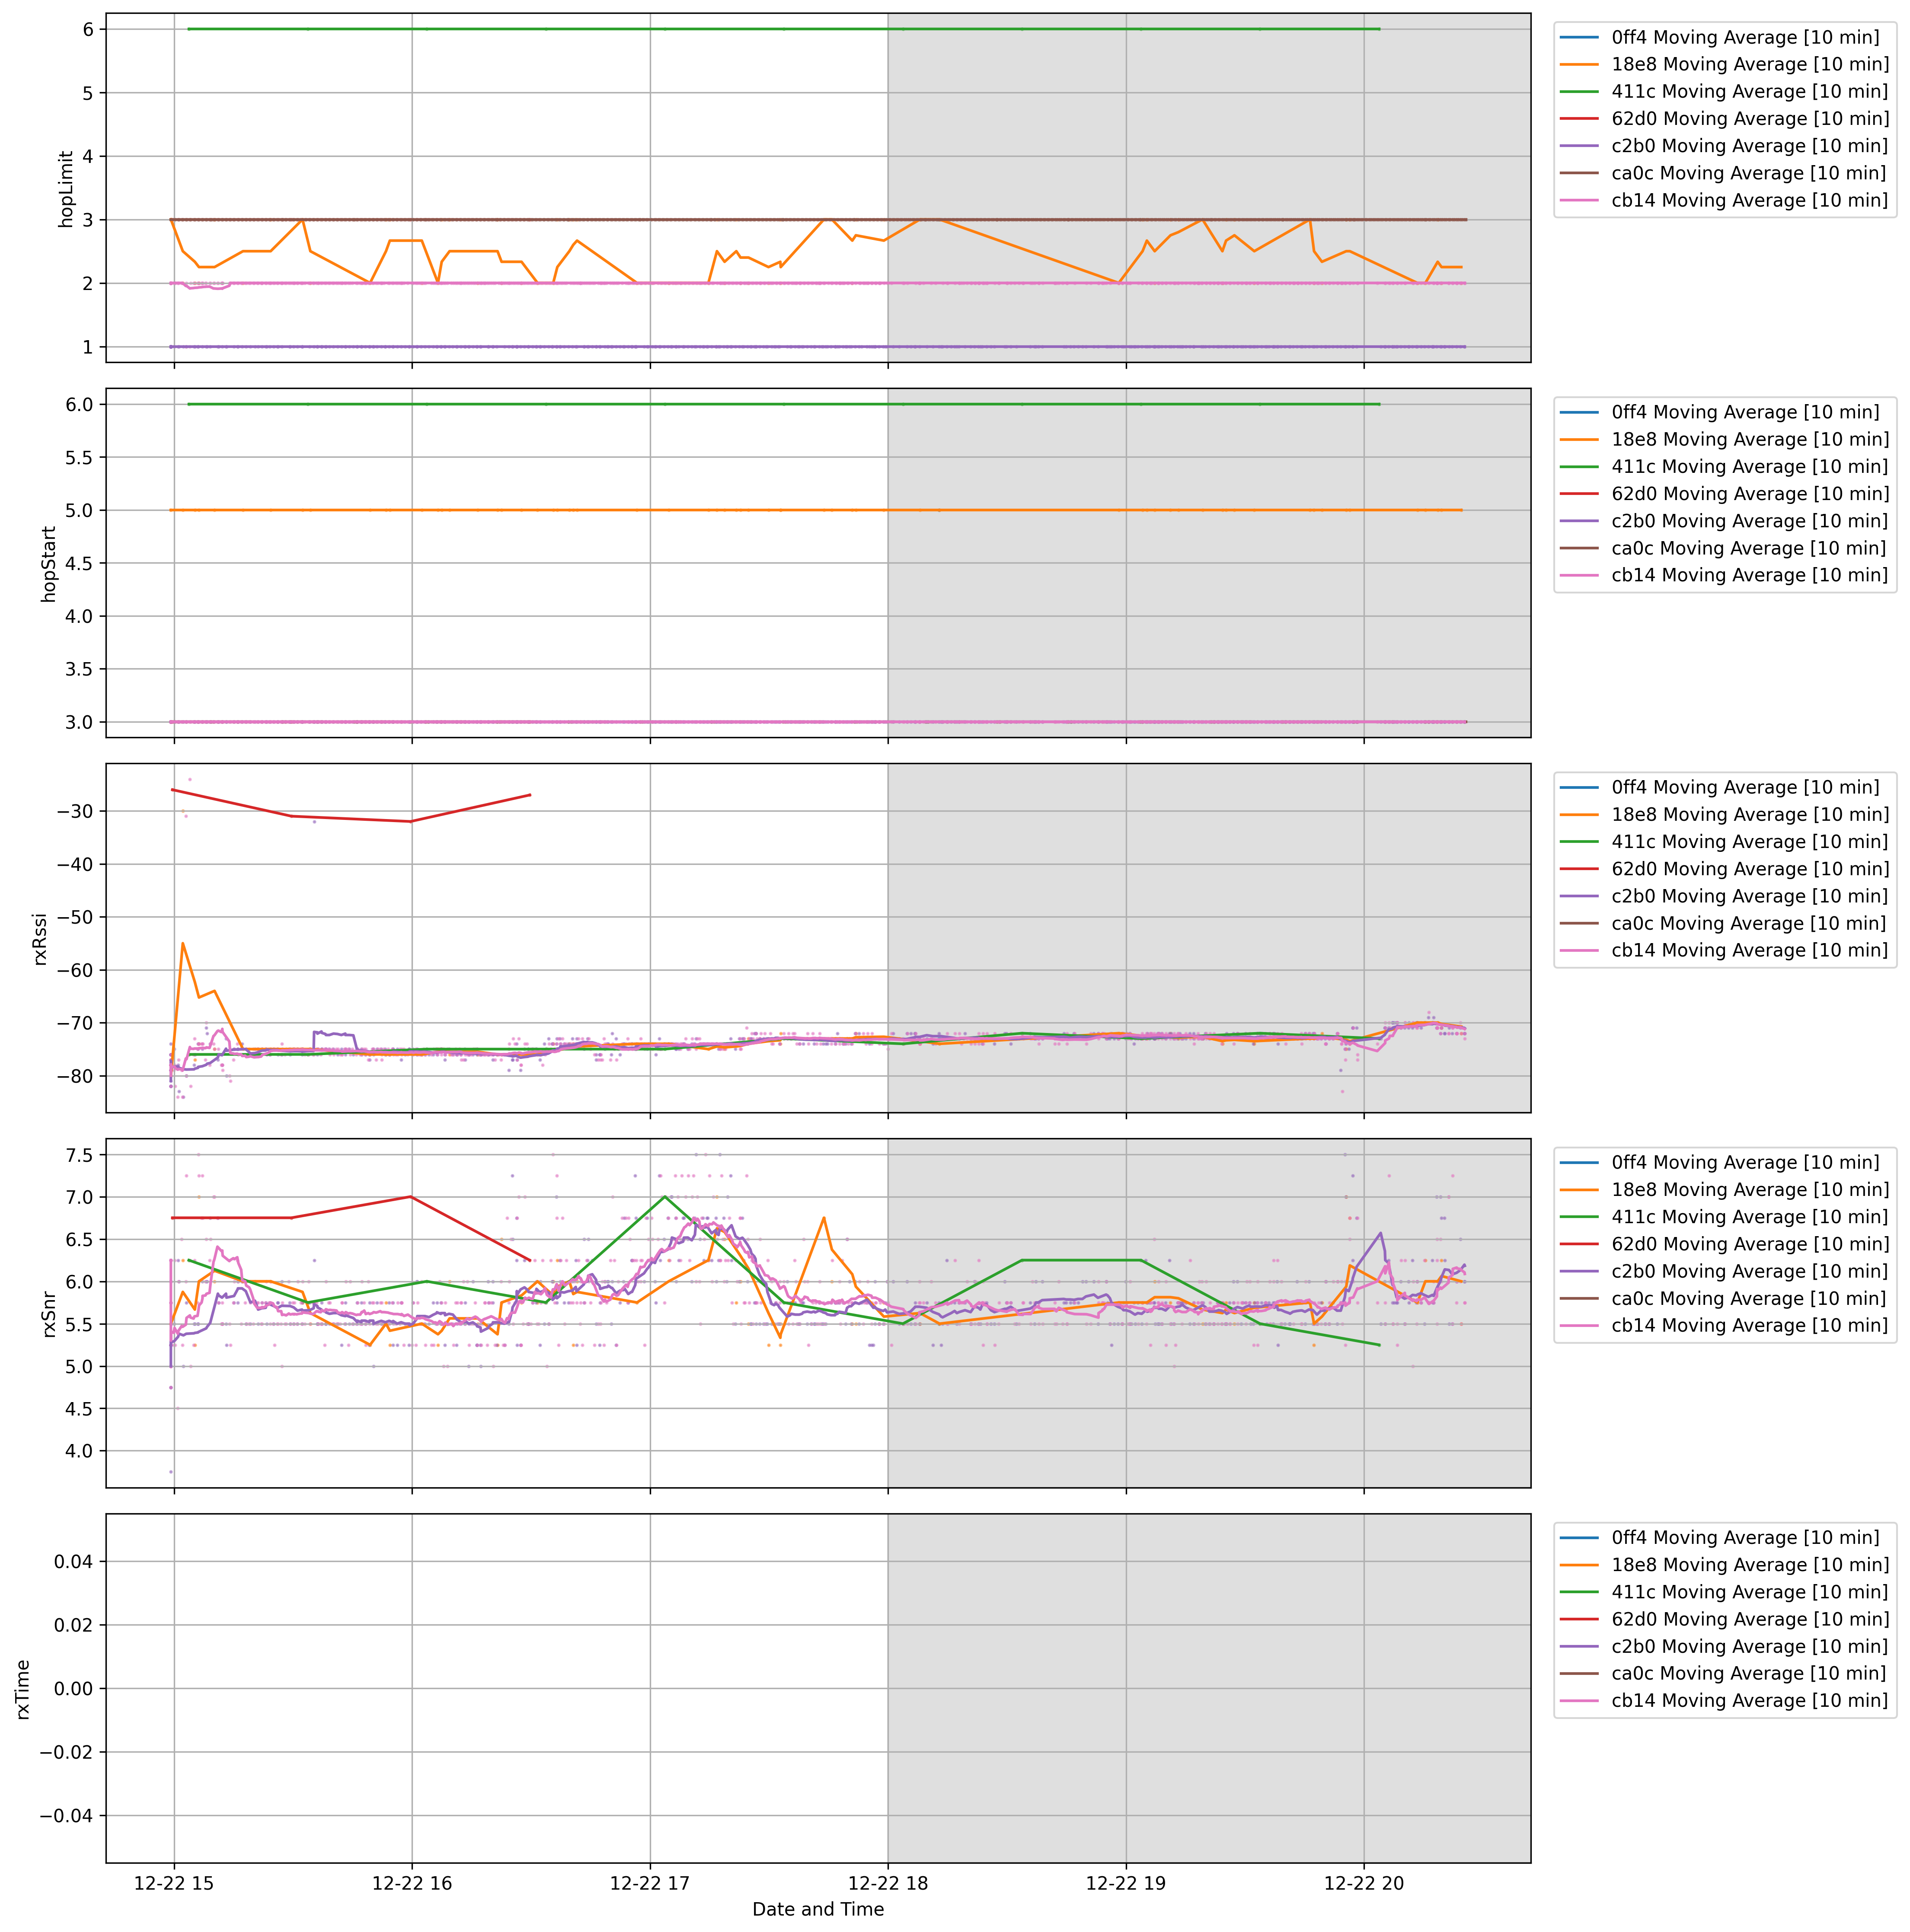 hopLimit
6
5
4
3
2
1
0ff4 Moving Average [10 min]
18e8 Moving Average [10 min]
411c Moving Average [10 min]
62d0 Moving Average [10 min]
c2b0 Moving Average [10 min]
ca0c Moving Average [10 min]
cb14 Moving Average [10 min]
hopStart
6.0
5.5
5.0
4.5
4.0
3.5
3.0
0ff4 Moving Average [10 min]
18e8 Moving Average [10 min]
411c Moving Average [10 min]
62d0 Moving Average [10 min]
c2b0 Moving Average [10 min]
ca0c Moving Average [10 min]
cb14 Moving Average [10 min]
rxRssi
−30
−40
−50
−60
−70
−80
0ff4 Moving Average [10 min]
18e8 Moving Average [10 min]
411c Moving Average [10 min]
62d0 Moving Average [10 min]
c2b0 Moving Average [10 min]
ca0c Moving Average [10 min]
cb14 Moving Average [10 min]
rxSnr
7.5
7.0
6.5
6.0
5.5
5.0
4.5
4.0
0ff4 Moving Average [10 min]
18e8 Moving Average [10 min]
411c Moving Average [10 min]
62d0 Moving Average [10 min]
c2b0 Moving Average [10 min]
ca0c Moving Average [10 min]
cb14 Moving Average [10 min]
rxTime
0.04
0.02
0.00
−0.02
−0.04
0ff4 Moving Average [10 min]
18e8 Moving Average [10 min]
411c Moving Average [10 min]
62d0 Moving Average [10 min]
c2b0 Moving Average [10 min]
ca0c Moving Average [10 min]
cb14 Moving Average [10 min]
12-22 15
12-22 16
12-22 17
12-22 18
12-22 19
12-22 20
Date and Time